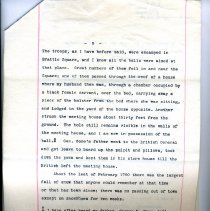 - 8 -
The troops, as I have before said, were encamped in
Brattle Square, and I know all the balls were aimed at
that place. Great numbers of them fell in and near the
Square; one of them passed through the roof of a house
where my husband then was, through a chamber occupied by
a black female servant, over the bed, carrying away a
piece of the bolster from the bed where she was sitting,
and lodged in the yard of the house opposite. Another
struck the meeting house about thirty feet from the
ground. The hole still remains visible in the walls of
the meeting house, and I am now in possession of the
ball. Gen. father went to the British General
and got leave to board up the pulpit and pillars, took
down the pews and kept them in his store house till the
British left the meeting house.
About the last of February 1780 there was the largest
fall of snow that anyone could remember at that time
or that has been since; there was no passing out of town
except on snowshoes for two weeks.